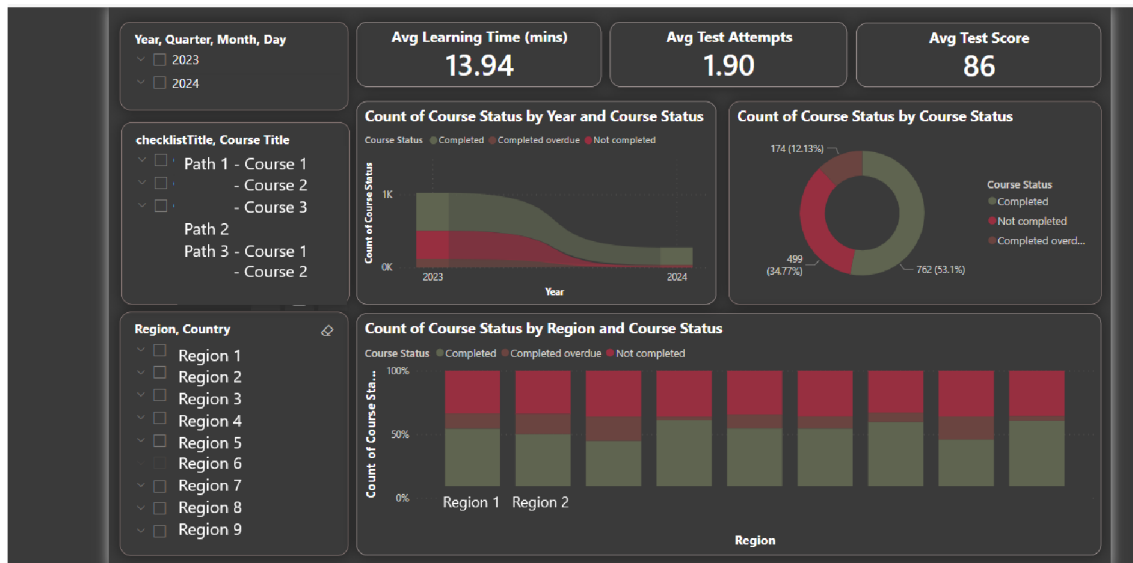 Year, Quarter, Month, Day
2023
2024
Avg Learning Time (mins)
13.94
Avg Test Attempts
1.90
Avg Test Score
86
checklistTitle, Course Title
Path 1 - Course 1
- Course 2
- Course 3
Path 2
Path 3 - Course 1
- Course 2
Count of Course Status by Year and Course Status
Course Status Completed Completed overdue Not completed
Count of Course Status
1K
0K
2023 2024
Year
Count of Course Status by Course Status
174 (12.13%)
499
(34.77%)
762 (53.1%)
Course Status
Completed
Not completed
Completed overd...
Region, Country
Region 1
Region 2
Region 3
Region 4
Region 5
Region 6
Region 7
Region 8
Region 9
Count of Course Status by Region and Course Status
Course Status Completed Completed overdue Not completed
Count of Course Sta...
100%
50%
0%
Region 1 Region 2
Region